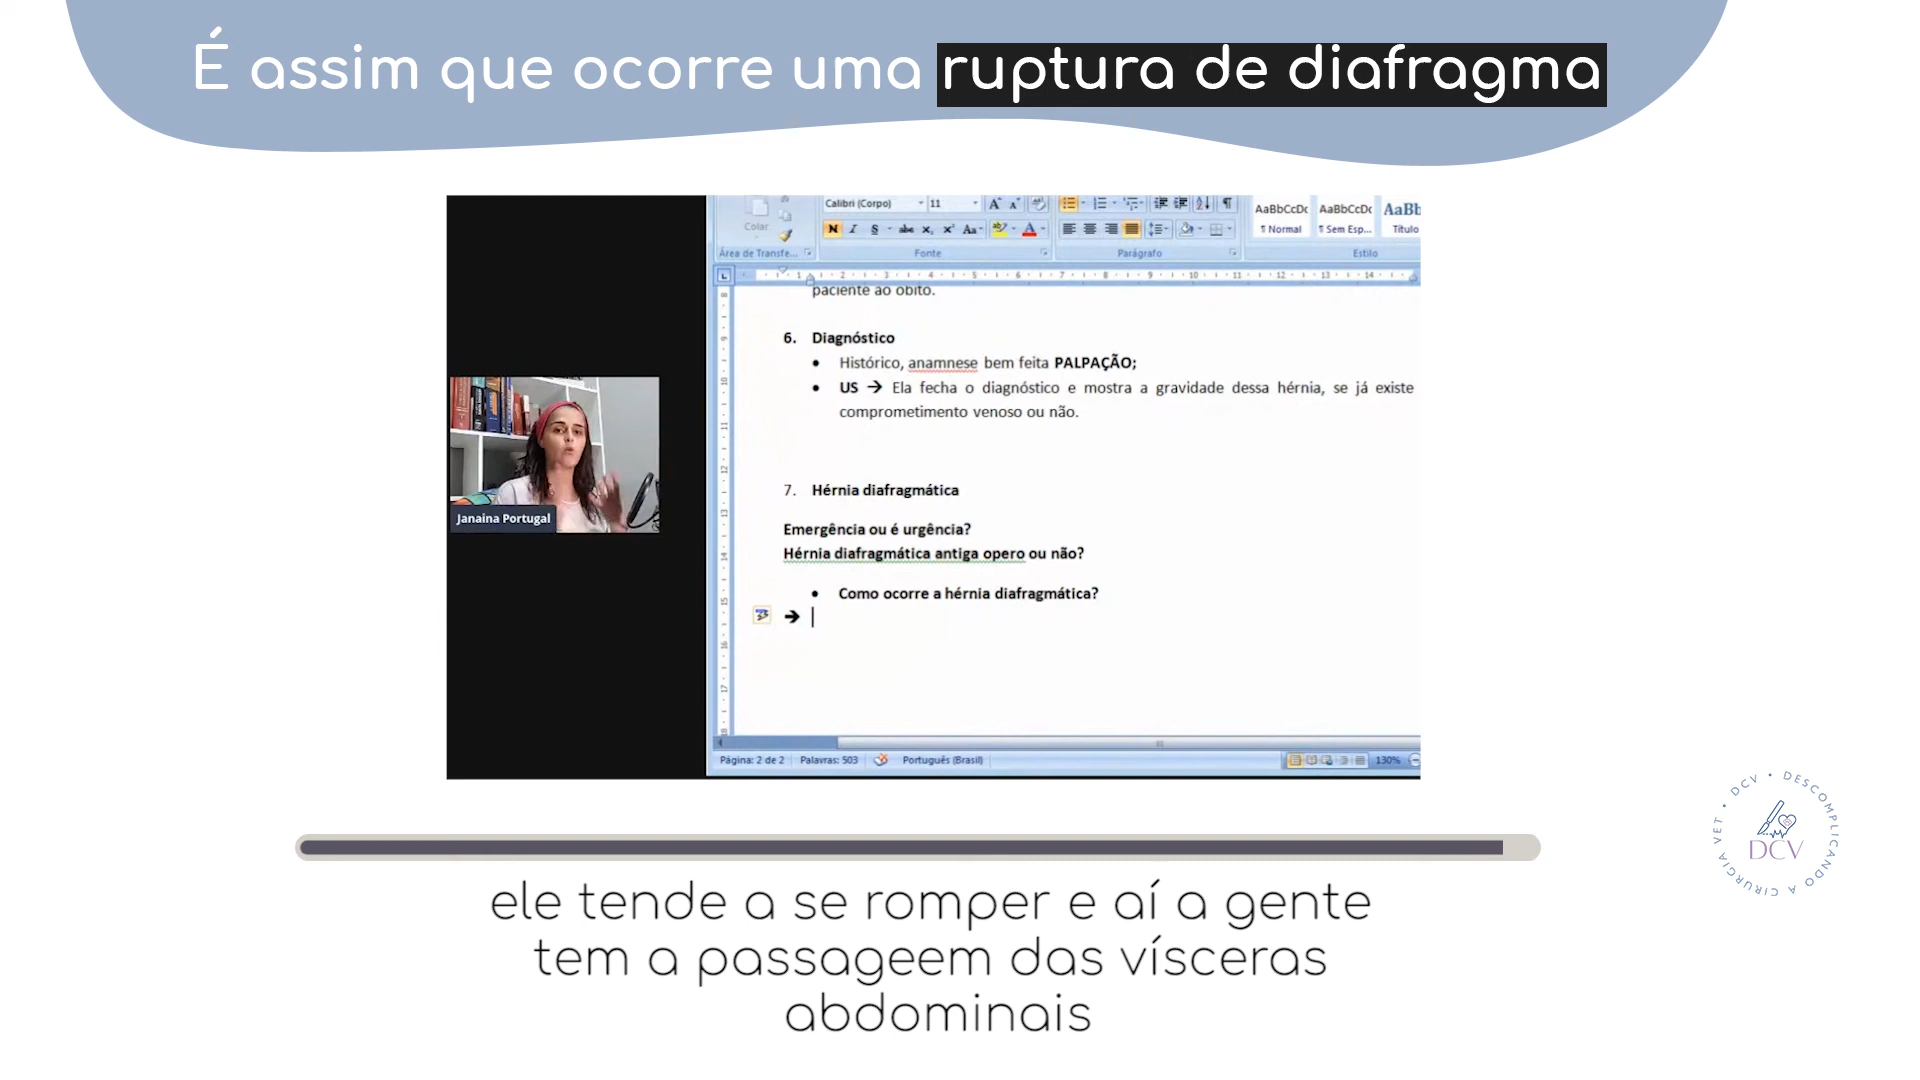 É assim que ocorre uma ruptura de diafragma
Colar
Calibri (Corpo)
11
N I S abc x₂ x² Aa
AaBbCcDc AaBbCcDc AaBb
¶ Normal ¶ Sem Esp... Título
Área de Transfe...
Fonte
Parágrafo
Estilo
paciente ao óbito.
6. Diagnóstico
• Histórico, anamnese bem feita PALPAÇÃO;
• US → Ela fecha o diagnóstico e mostra a gravidade dessa hérnia, se já existe
comprometimento venoso ou não.
7. Hérnia diafragmática
Janaina Portugal
Emergência ou é urgência?
Hérnia diafragmática antiga opero ou não?
• Como ocorre a hérnia diafragmática?
→
Página: 2 de 2 Palavras: 503 Português (Brasil) 130%
DCV • DESCOMPLICANDO A CIRURGIA VET •
DCV
ele tende a se romper e aí a gente
tem a passageem das vísceras
abdominais